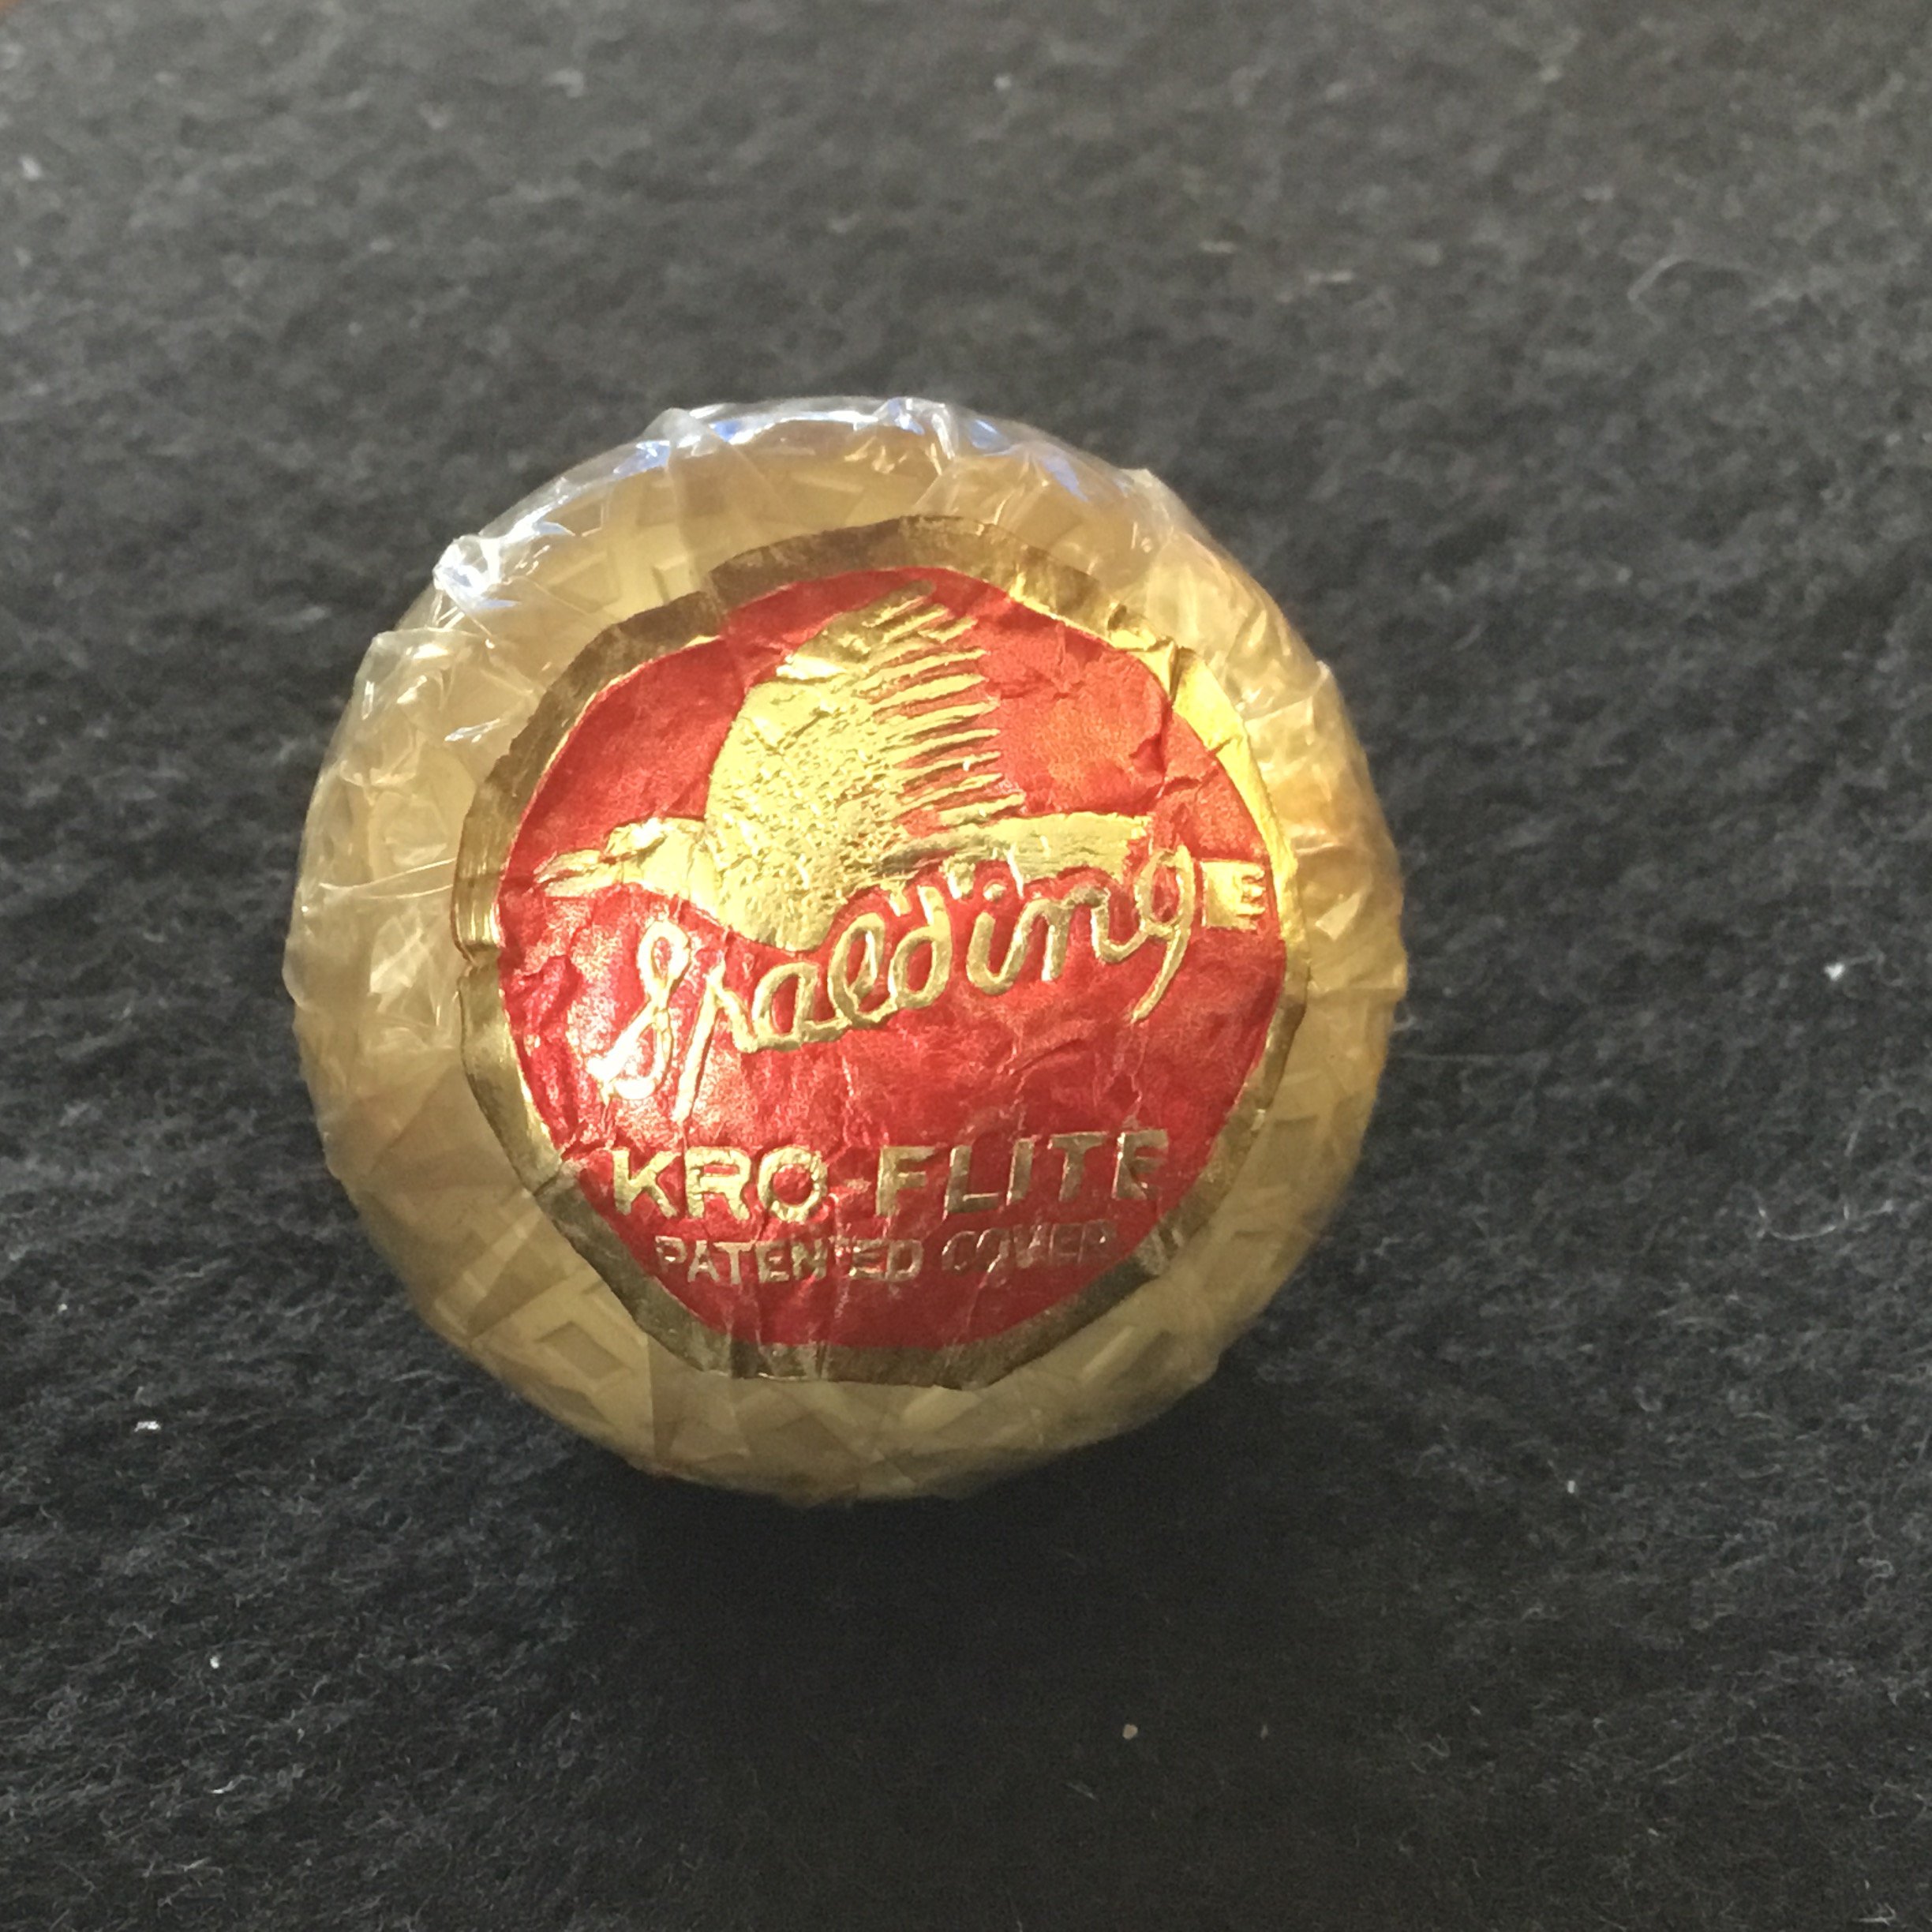 Spalding
KRO-FLITE
PATENTED COVER